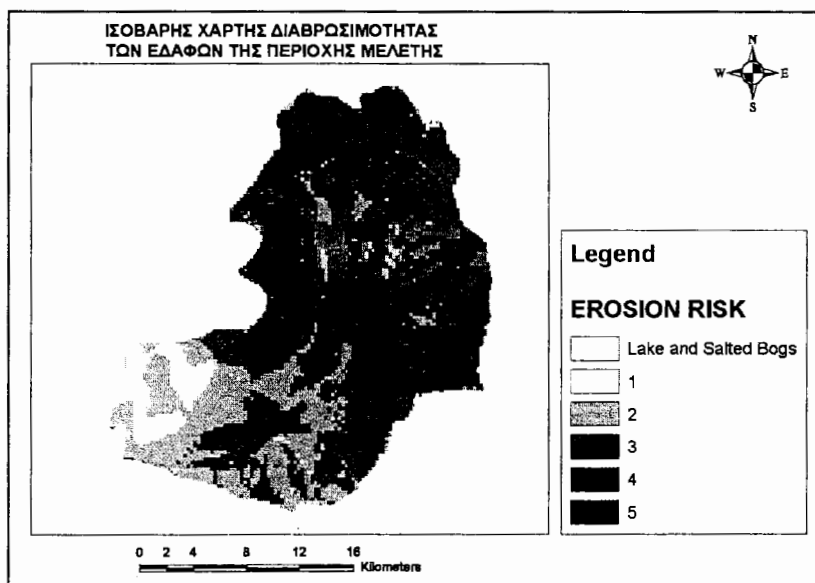 ΙΣΟΒΑΡΗΣ ΧΑΡΤΗΣ ΔΙΑΒΡΩΣΙΜΟΤΗΤΑΣ
ΤΩΝ ΕΔΑΦΩΝ ΤΗΣ ΠΕΡΙΟΧΗΣ ΜΕΛΕΤΗΣ
N
W E
S
Legend
EROSION RISK
Lake and Salted Bogs
1
2
3
4
5
0 2 4 8 12 16
Kilometers